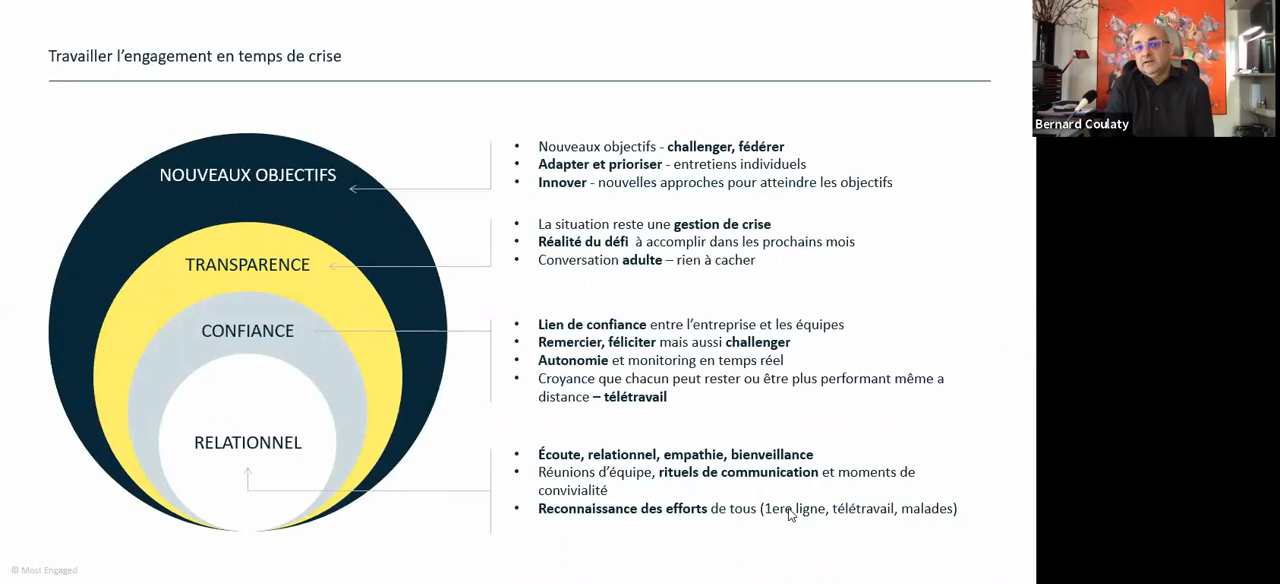 Travailler l'engagement en temps de crise
Bernard Coulaty
NOUVEAUX OBJECTIFS
• Nouveaux objectifs - challenger, fédérer
• Adapter et prioriser - entretiens individuels
• Innover - nouvelles approches pour atteindre les objectifs
TRANSPARENCE
• La situation reste une gestion de crise
• Réalité du défi à accomplir dans les prochains mois
• Conversation adulte – rien à cacher
CONFIANCE
• Lien de confiance entre l'entreprise et les équipes
• Remercier, féliciter mais aussi challenger
• Autonomie et monitoring en temps réel
• Croyance que chacun peut rester ou être plus performant même a
distance – télétravail
RELATIONNEL
• Écoute, relationnel, empathie, bienveillance
• Réunions d'équipe, rituels de communication et moments de
convivialité
• Reconnaissance des efforts de tous (1ere ligne, télétravail, malades)
© Most Engaged